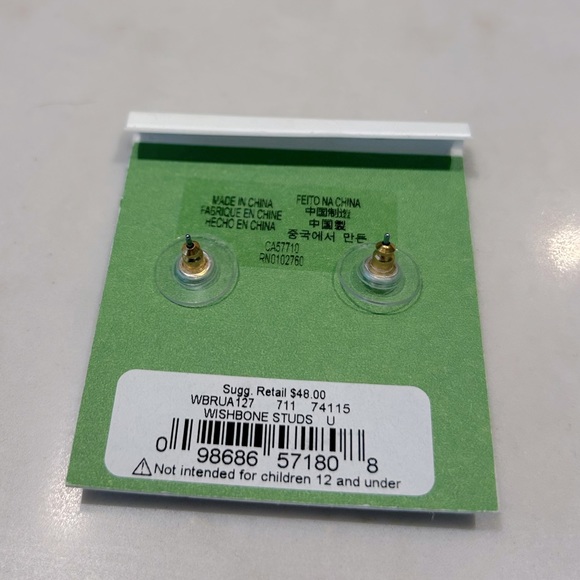 MADE IN CHINA
FABRIQUE EN CHINE
HECHO EN CHINA
FEITO NA CHINA
中国制造
中國製
중국에서 만든
CA57710
RN0102760
Sugg. Retail $48.00
WBRUA127 711 74115
WISHBONE STUDS U
0 98686 57180 8
⚠Not intended for children 12 and under